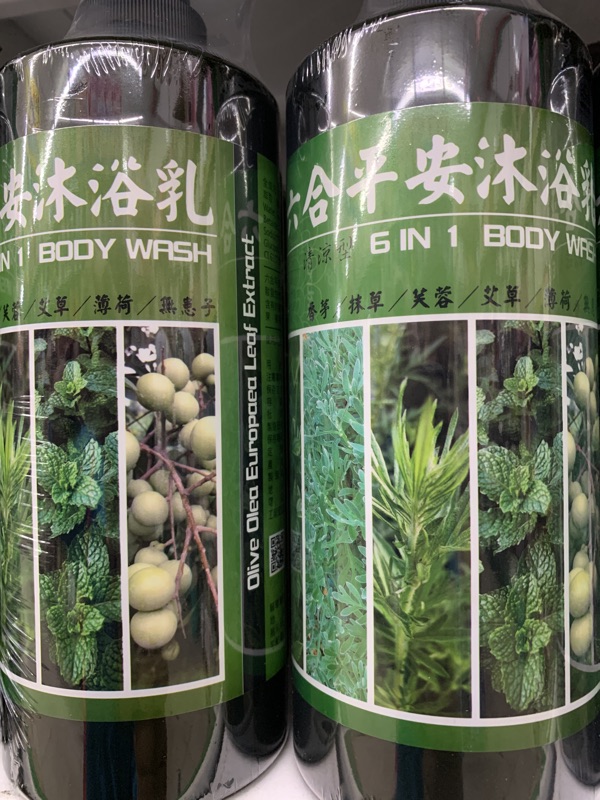 安沐浴乳
IN 1 BODY WASH
芙蓉／艾草／薄荷／無患子
Olive Olea Europaea Leaf Extract
六合平安沐浴乳
清涼型 6 IN 1 BODY WAS
香茅／抹草／芙蓉／艾草／薄荷／無